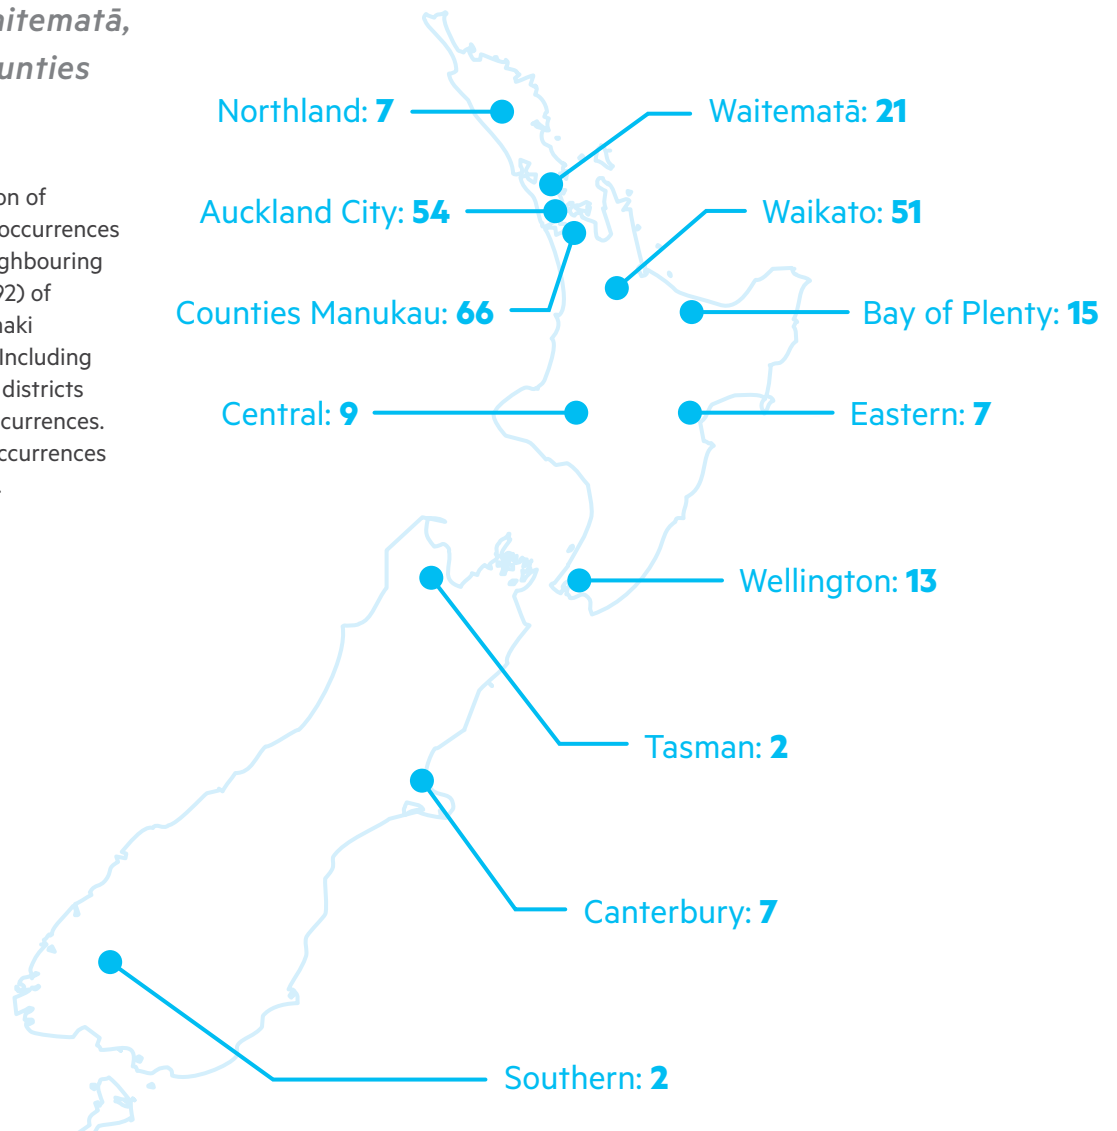 aitematā,
unties
on of
occurrences
ghbouring
92) of
naki
Including
districts
currences.
ccurrences
Northland: 7
Waitematā: 21
Auckland City: 54
Waikato: 51
Counties Manukau: 66
Bay of Plenty: 15
Central: 9
Eastern: 7
Wellington: 13
Tasman: 2
Canterbury: 7
Southern: 2